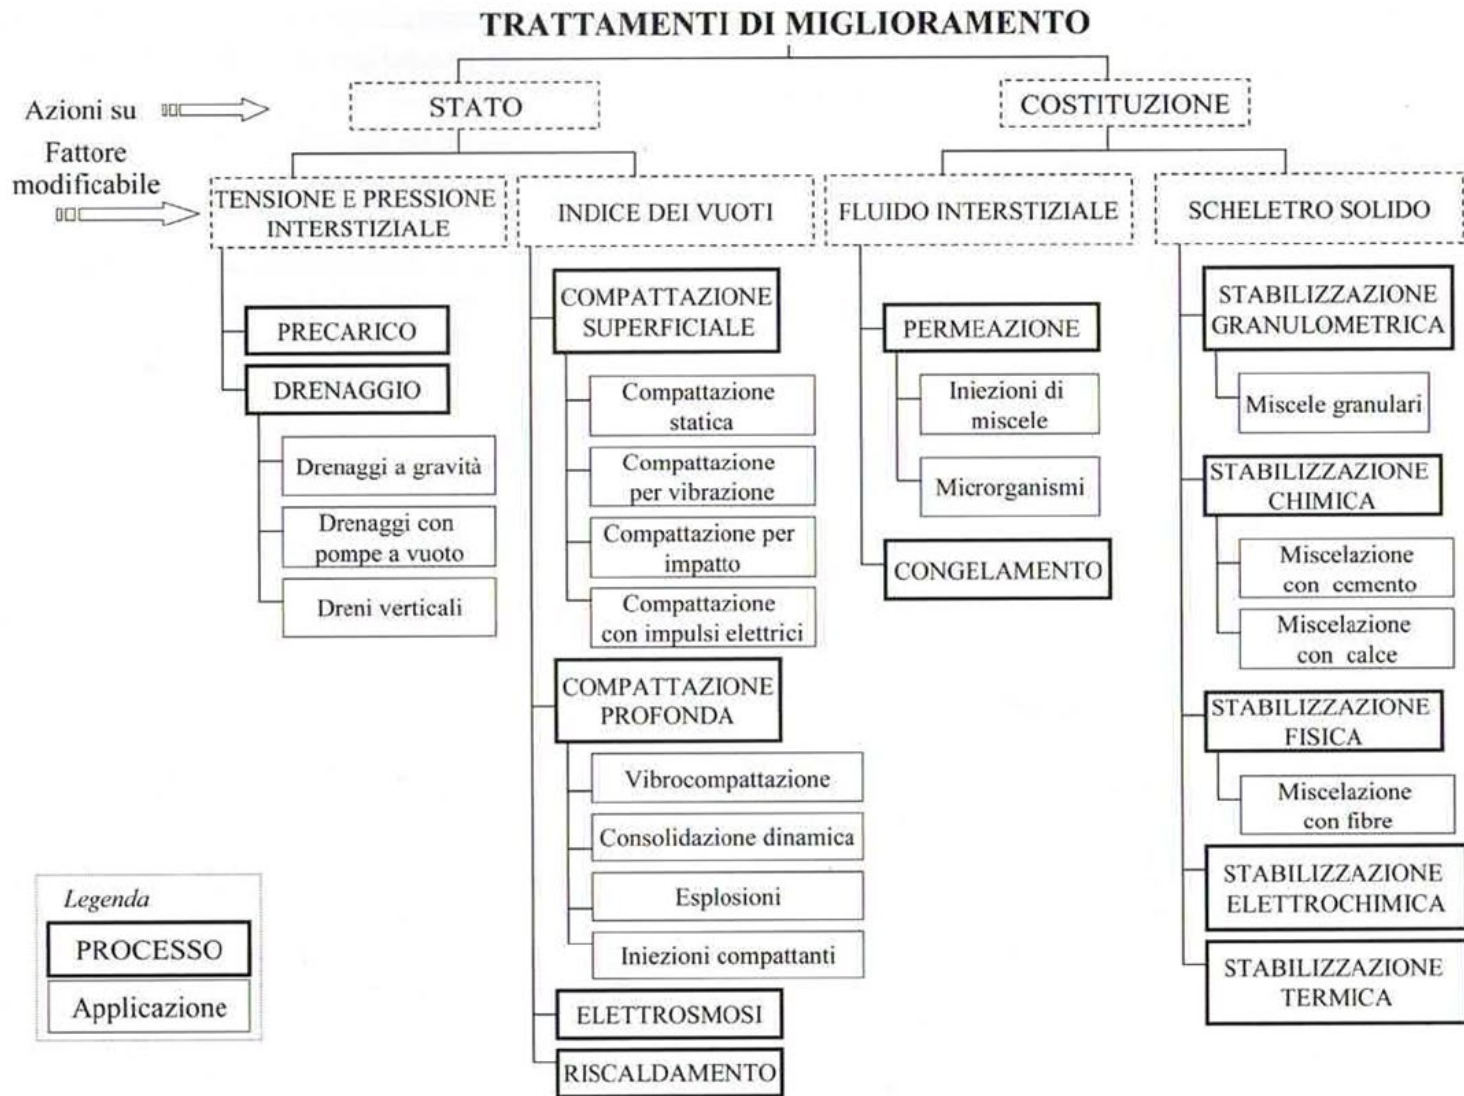 TRATTAMENTI DI MIGLIORAMENTO
Azioni su
STATO
COSTITUZIONE
Fattore
modificabile
TENSIONE E PRESSIONE
INTERSTIZIALE
INDICE DEI VUOTI
FLUIDO INTERSTIZIALE
SCHELETRO SOLIDO
PRECARICO
DRENAGGIO
Drenaggi a gravità
Drenaggi con
pompe a vuoto
Dreni verticali
COMPATTAZIONE
SUPERFICIALE
Compattazione
statica
Compattazione
per vibrazione
Compattazione per
impatto
Compattazione
con impulsi elettrici
COMPATTAZIONE
PROFONDA
Vibrocompattazione
Consolidazione dinamica
Esplosioni
Iniezioni compattanti
ELETTROSMOSI
RISCALDAMENTO
PERMEAZIONE
Iniezioni di
miscele
Microrganismi
CONGELAMENTO
STABILIZZAZIONE
GRANULOMETRICA
Miscele granulari
STABILIZZAZIONE
CHIMICA
Miscelazione
con cemento
Miscelazione
con calce
STABILIZZAZIONE
FISICA
Miscelazione
con fibre
STABILIZZAZIONE
ELETTROCHIMICA
STABILIZZAZIONE
TERMICA
Legenda
PROCESSO
Applicazione